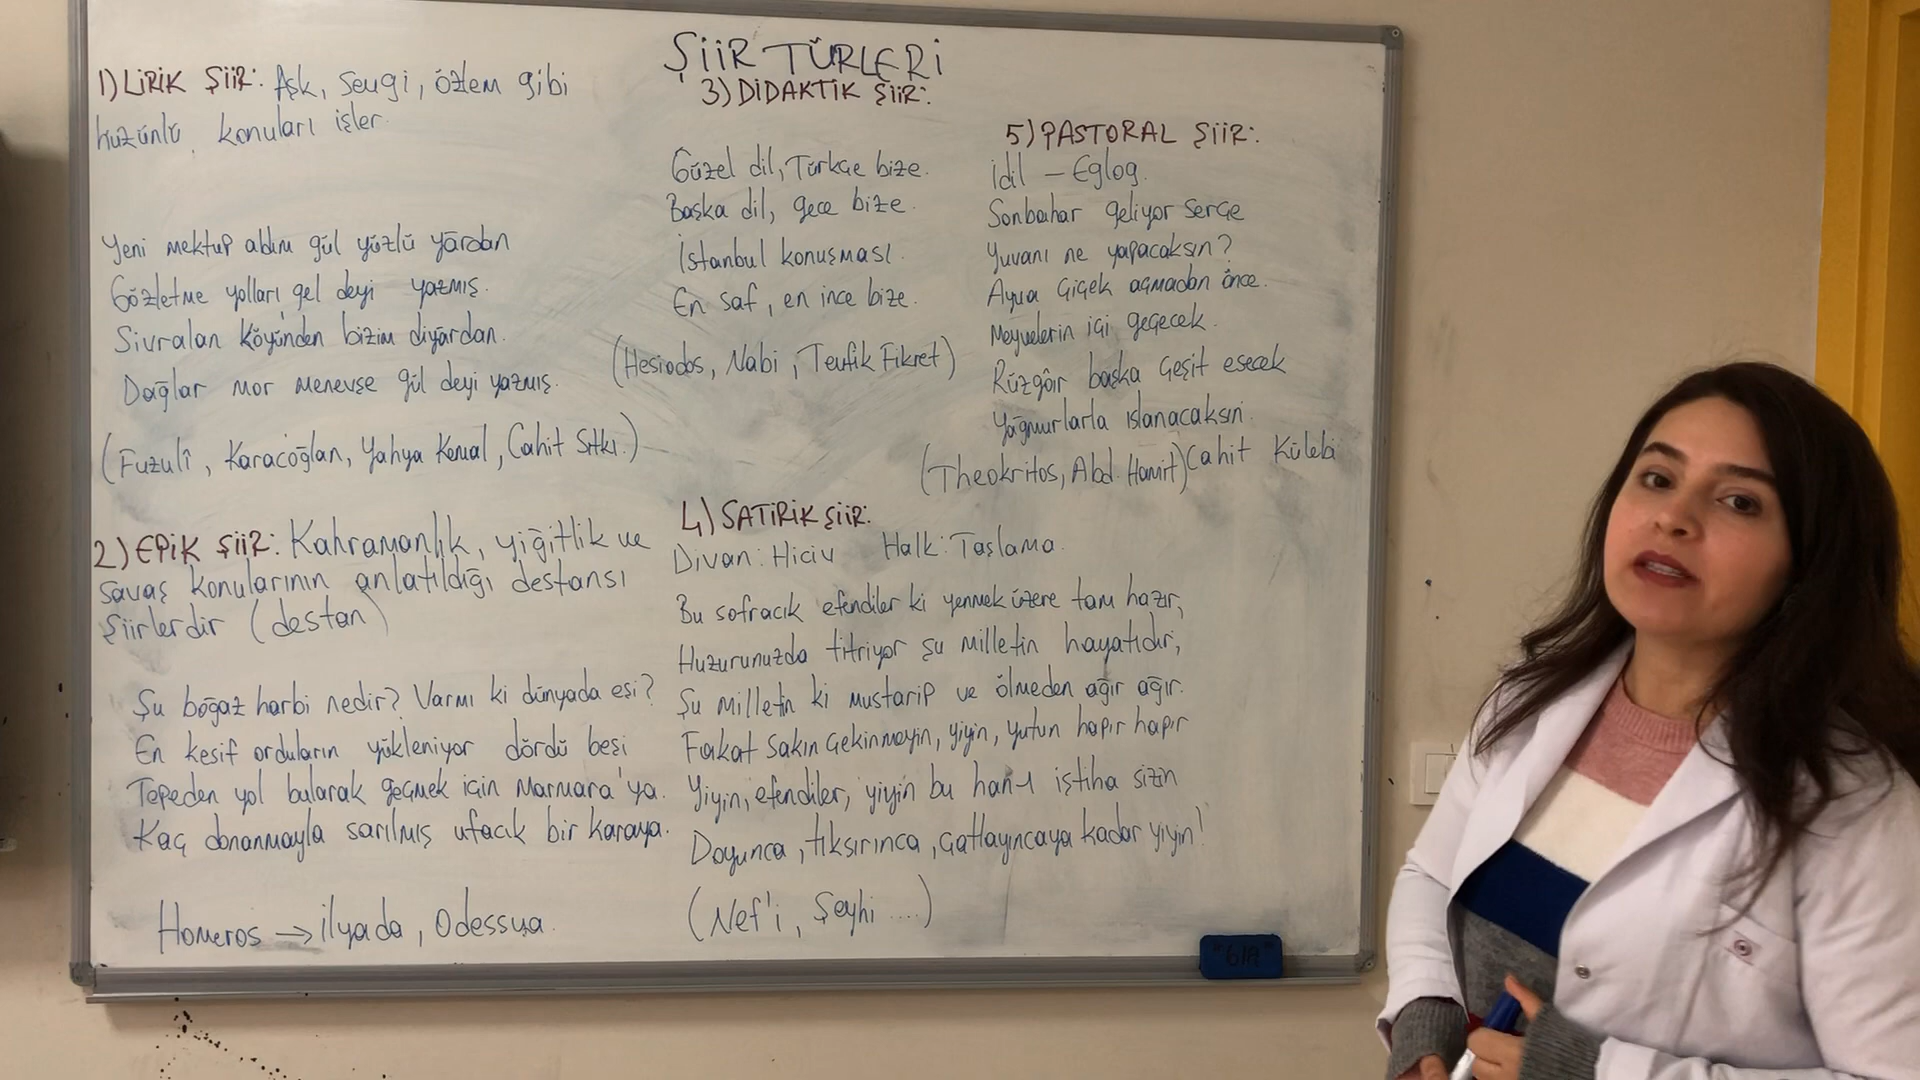 ŞİİR TÜRLERİ
1) LİRİK ŞİİR: Aşk, sevgi, özlem gibi
hüzünlü konuları işler.
Yeni mektup aldım gül yüzlü yârdan
Gözletme yolları gel deyi yazmış.
Sivralan Köyünden bizim diyârdan.
Dağlar mor menevşe gül deyi yazmış.
(Fuzulî, Karacoğlan, Yahya Kemal, Cahit Sıtkı.)
2) EPİK ŞİİR: Kahramanlık, yiğitlik ve
savaş konularının anlatıldığı destansı
şiirlerdir (destan)
Şu boğaz harbi nedir? Varmı ki dünyada eşi?
En kesif orduların yükleniyor dördü beşi
Tepeden yol bularak geçmek için Marmara'ya.
Kaç donanmayla sarılmış ufacık bir karaya.
Homeros → İlyada, Odessua.
3) DİDAKTİK ŞİİR:
Güzel dil, Türkçe bize.
Başka dil, gece bize.
İstanbul konuşması.
En saf, en ince bize.
(Hesiodos, Nabi, Tevfik Fikret)
4) SATİRİK ŞİİR:
Divan: Hiciv Halk: Taşlama
Bu sofracık efendiler ki yenmek üzere tam hazır,
Huzurunuzda titriyor şu milletin hayatıdır,
Şu milletin ki mustarip ve ölmeden ağır ağır.
Fakat sakın çekinmeyin, yiyin, yutun hapır hapır
Yiyin, efendiler, yiyin bu han-ı iştiha sizin
Doyunca, tıksırınca, çatlayıncaya kadar yiyin!
(Nef'i, Şeyhi ....)
5) PASTORAL ŞİİR:
İdil - Eglog.
Sonbahar geliyor serçe
Yuvanı ne yapacaksın?
Ayva çiçek açmadan önce.
Meyvelerin içi geçecek.
Rüzgâr başka çeşit esecek
Yağmurlarla ıslanacaksın.
(Theokritos, Abd. Hamit) Cahit Külebi